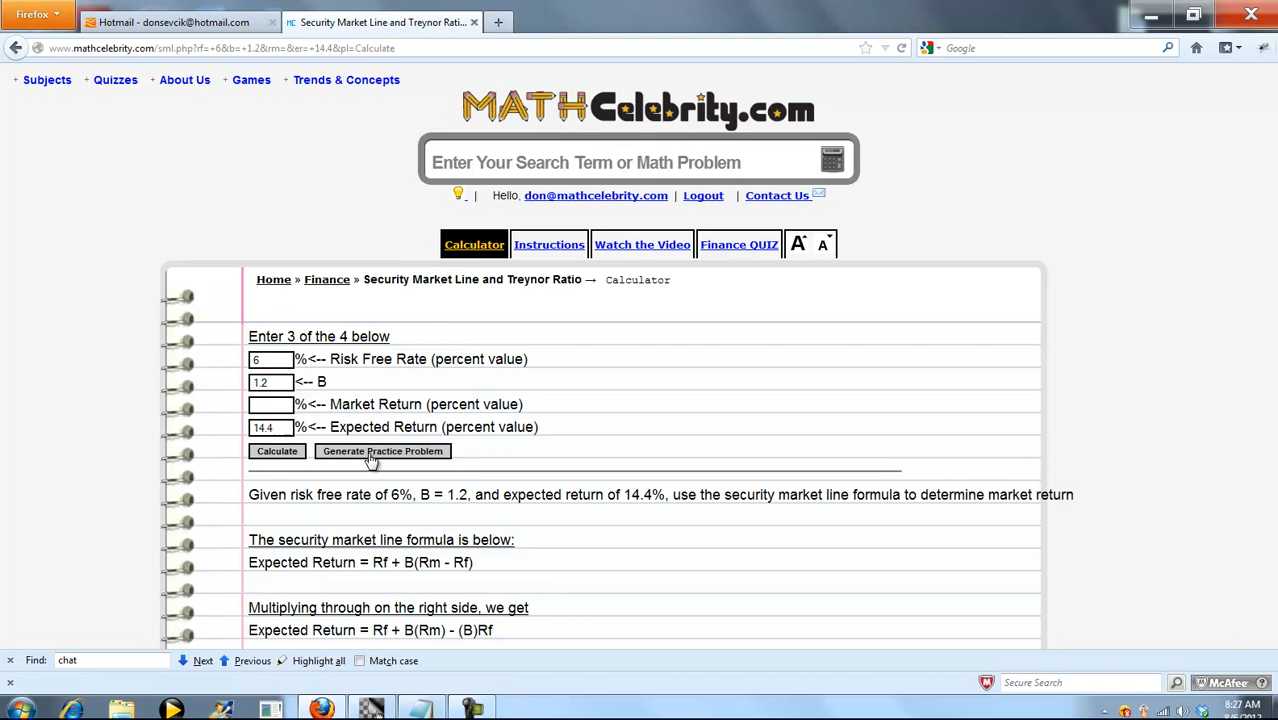 Firefox
Hotmail - donsevcik@hotmail.com
MC Security Market Line and Treynor Rati...
www.mathcelebrity.com/sml.php?rf=+6&b=+1.2&rm=&er=+14.4&pl=Calculate
Google
Subjects Quizzes About Us Games Trends & Concepts
MATHCelebrity.com
Enter Your Search Term or Math Problem
| Hello, don@mathcelebrity.com | Logout | Contact Us
Calculator Instructions Watch the Video Finance QUIZ A A
Home » Finance » Security Market Line and Treynor Ratio → Calculator
Enter 3 of the 4 below
6 %<-- Risk Free Rate (percent value)
1.2 <-- B
%<-- Market Return (percent value)
14.4 %<-- Expected Return (percent value)
Calculate Generate Practice Problem
Given risk free rate of 6%, B = 1.2, and expected return of 14.4%, use the security market line formula to determine market return
The security market line formula is below:
Expected Return = Rf + B(Rm - Rf)
Multiplying through on the right side, we get
Expected Return = Rf + B(Rm) - (B)Rf
× Find: chat Next Previous Highlight all Match case
× Secure Search McAfee
8:27 AM
8/6/2012